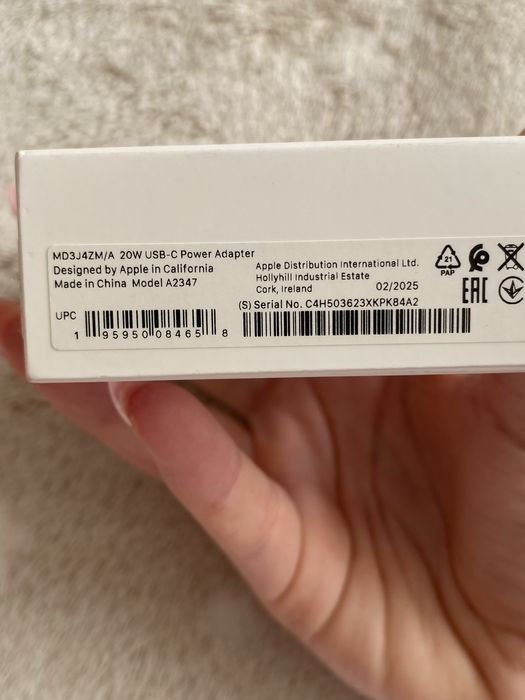 MD3J4ZM/A 20W USB-C Power Adapter
Designed by Apple in California
Made in China Model A2347
Apple Distribution International Ltd.
Hollyhill Industrial Estate
Cork, Ireland 02/2025
(S) Serial No. C4H503623XKPK84A2
UPC
1 95950 08465 8
21
PAP
EAC